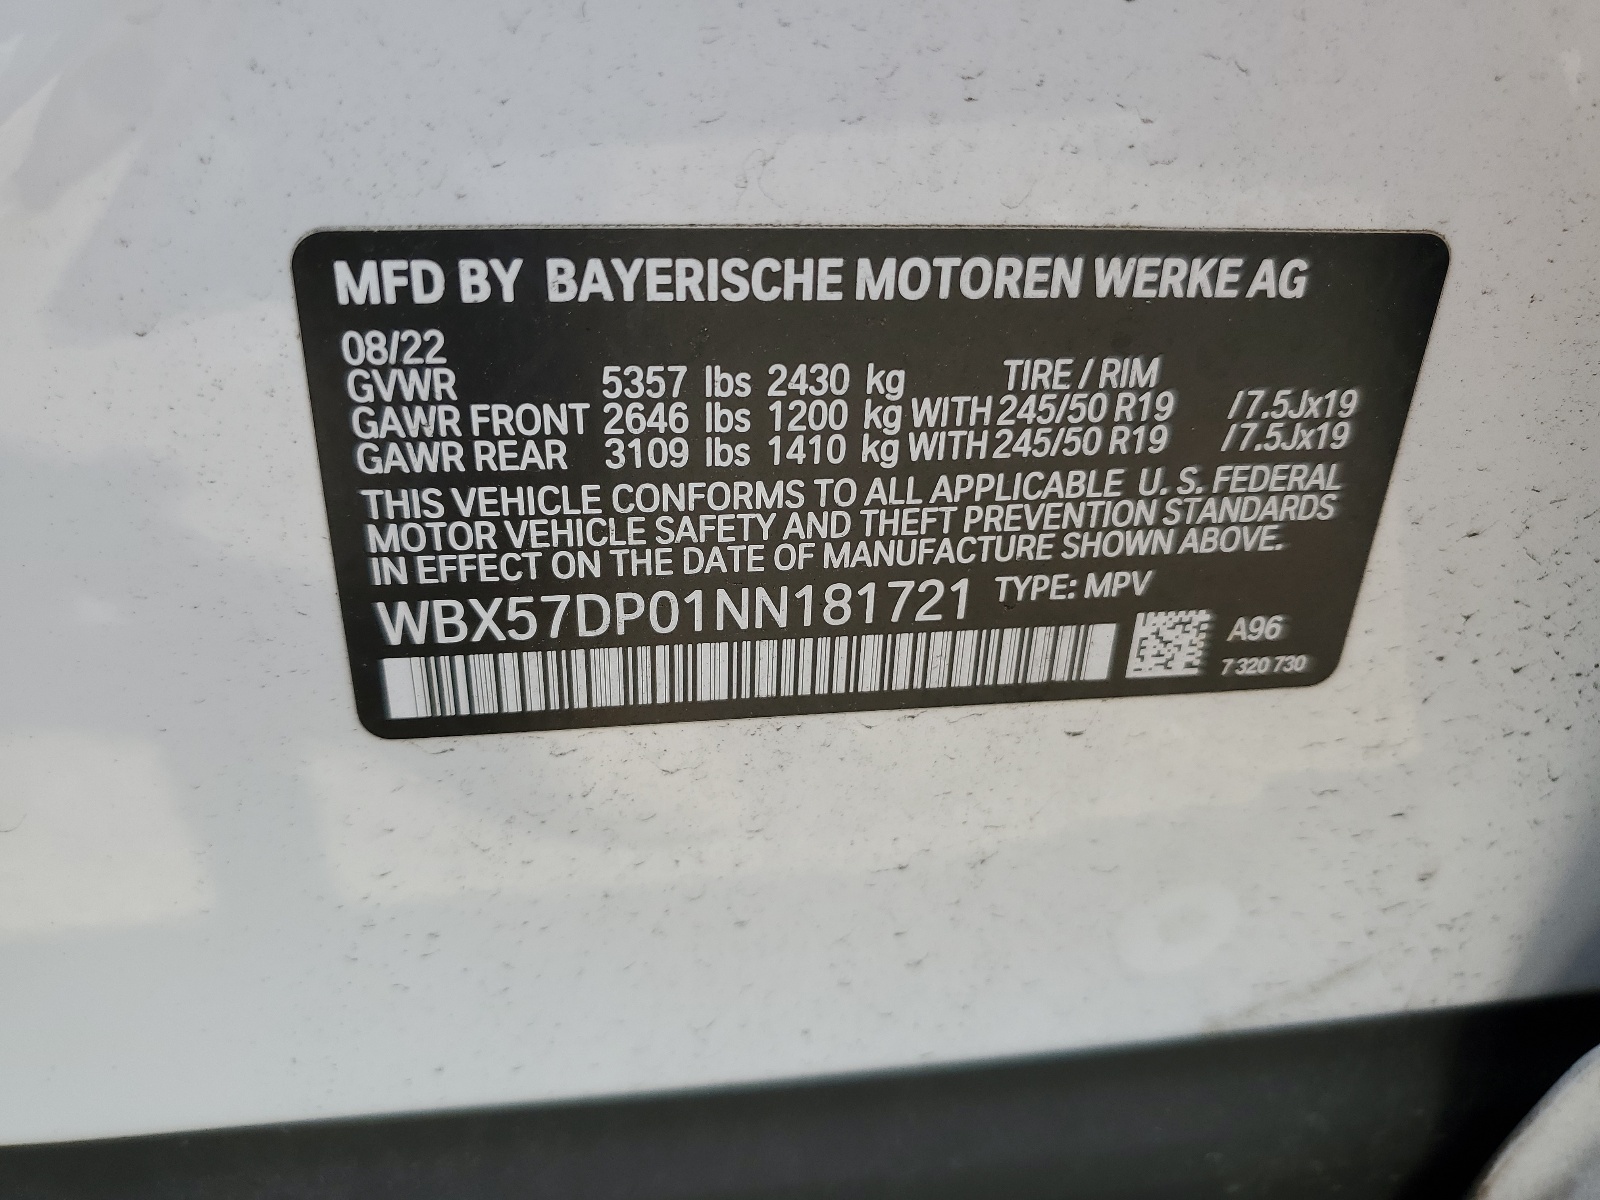 MFD BY BAYERISCHE MOTOREN WERKE AG
08/22
GVWR 5357 lbs 2430 kg TIRE / RIM
GAWR FRONT 2646 lbs 1200 kg WITH 245/50 R19 /7.5Jx19
GAWR REAR 3109 lbs 1410 kg WITH 245/50 R19 /7.5Jx19
THIS VEHICLE CONFORMS TO ALL APPLICABLE U. S. FEDERAL
MOTOR VEHICLE SAFETY AND THEFT PREVENTION STANDARDS
IN EFFECT ON THE DATE OF MANUFACTURE SHOWN ABOVE.
WBX57DP01NN181721 TYPE: MPV
A96
7 320 730